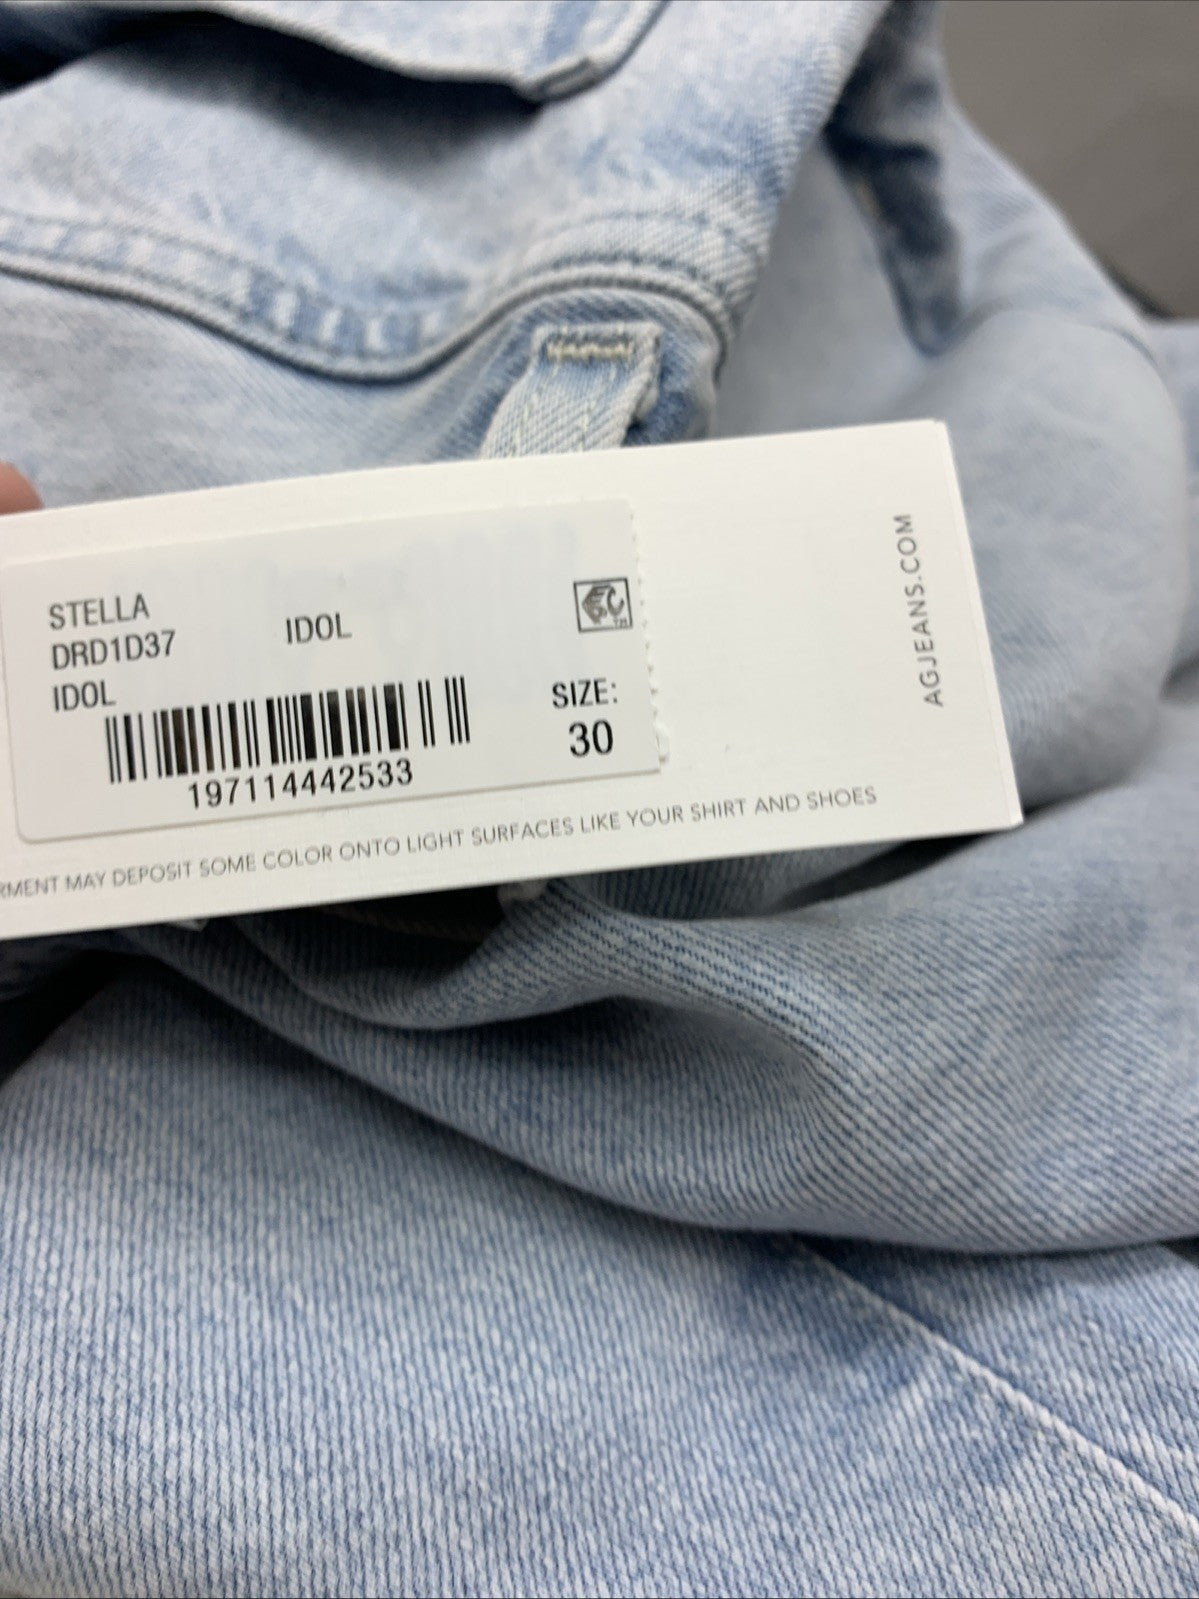 STELLA
DRD1D37
IDOL
IDOL
SIZE:
30
197114442533
MENT MAY DEPOSIT SOME COLOR ONTO LIGHT SURFACES LIKE YOUR SHIRT AND SHOES
AGJEANS.COM